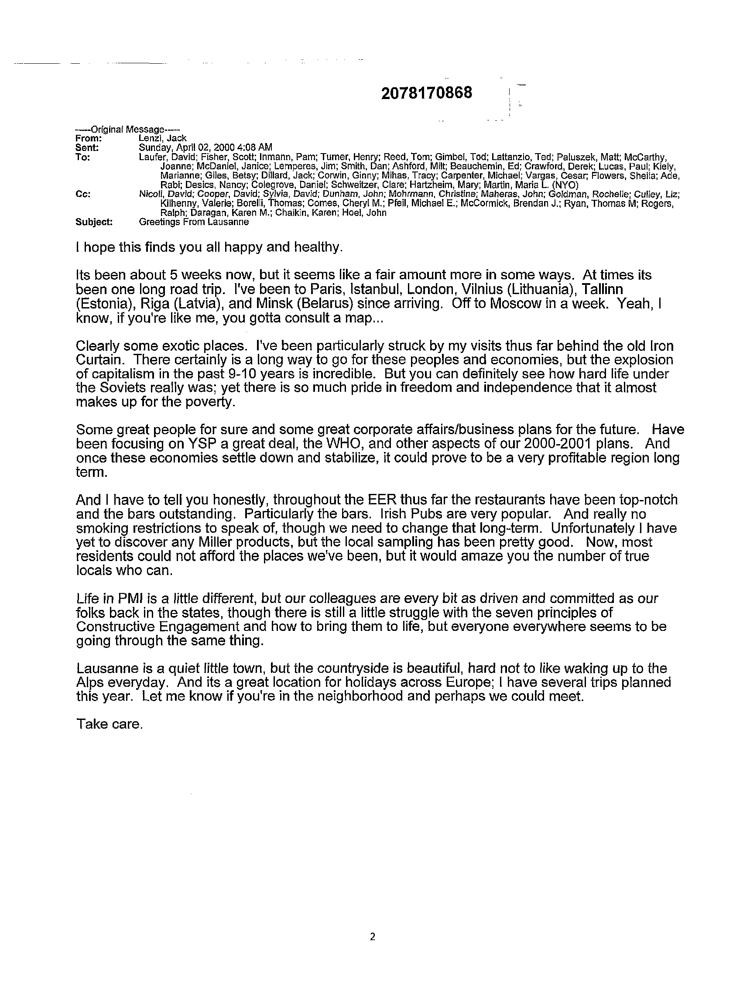 2078170868
-----Original Message-----
From: Lenzi, Jack
Sent: Sunday, April 02, 2000 4:08 AM
To: Laufer, David; Fisher, Scott; Inmann, Pam; Turner, Henry; Reed, Tom; Gimbel, Tod; Lattanzio, Ted; Paluszek, Matt; McCarthy,
Joanne; McDaniel, Janice; Lemperes, Jim; Smith, Dan; Ashford, Milt; Beauchemin, Ed; Crawford, Derek; Lucas, Paul; Kiely,
Marianne; Giles, Betsy; Dillard, Jack; Corwin, Ginny; Mihas, Tracy; Carpenter, Michael; Vargas, Cesar; Flowers, Sheila; Ade,
Rabi; Desics, Nancy; Colegrove, Daniel; Schweitzer, Clare; Hartzheim, Mary; Martin, Maria L. (NYO)
Cc: Nicoli, David; Cooper, David; Sylvia, David; Dunham, John; Mohrmann, Christine; Maheras, John; Goldman, Rochelle; Culley, Liz;
Kilhenny, Valerie; Borelli, Thomas; Comes, Cheryl M.; Pfeil, Michael E.; McCormick, Brendan J.; Ryan, Thomas M; Rogers,
Ralph; Daragan, Karen M.; Chaikin, Karen; Hoel, John
Subject: Greetings From Lausanne
I hope this finds you all happy and healthy.
Its been about 5 weeks now, but it seems like a fair amount more in some ways. At times its
been one long road trip. I've been to Paris, Istanbul, London, Vilnius (Lithuania), Tallinn
(Estonia), Riga (Latvia), and Minsk (Belarus) since arriving. Off to Moscow in a week. Yeah, I
know, if you're like me, you gotta consult a map...
Clearly some exotic places. I've been particularly struck by my visits thus far behind the old Iron
Curtain. There certainly is a long way to go for these peoples and economies, but the explosion
of capitalism in the past 9-10 years is incredible. But you can definitely see how hard life under
the Soviets really was; yet there is so much pride in freedom and independence that it almost
makes up for the poverty.
Some great people for sure and some great corporate affairs/business plans for the future. Have
been focusing on YSP a great deal, the WHO, and other aspects of our 2000-2001 plans. And
once these economies settle down and stabilize, it could prove to be a very profitable region long
term.
And I have to tell you honestly, throughout the EER thus far the restaurants have been top-notch
and the bars outstanding. Particularly the bars. Irish Pubs are very popular. And really no
smoking restrictions to speak of, though we need to change that long-term. Unfortunately I have
yet to discover any Miller products, but the local sampling has been pretty good. Now, most
residents could not afford the places we've been, but it would amaze you the number of true
locals who can.
Life in PMI is a little different, but our colleagues are every bit as driven and committed as our
folks back in the states, though there is still a little struggle with the seven principles of
Constructive Engagement and how to bring them to life, but everyone everywhere seems to be
going through the same thing.
Lausanne is a quiet little town, but the countryside is beautiful, hard not to like waking up to the
Alps everyday. And its a great location for holidays across Europe; I have several trips planned
this year. Let me know if you're in the neighborhood and perhaps we could meet.
Take care.
2